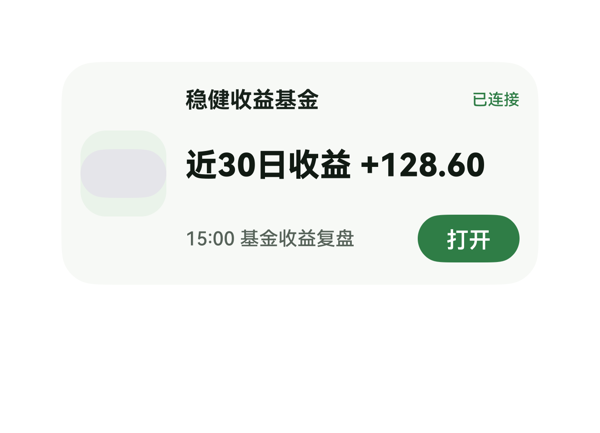 稳健收益基金
已连接
近30日收益 +128.60
15:00 基金收益复盘
打开